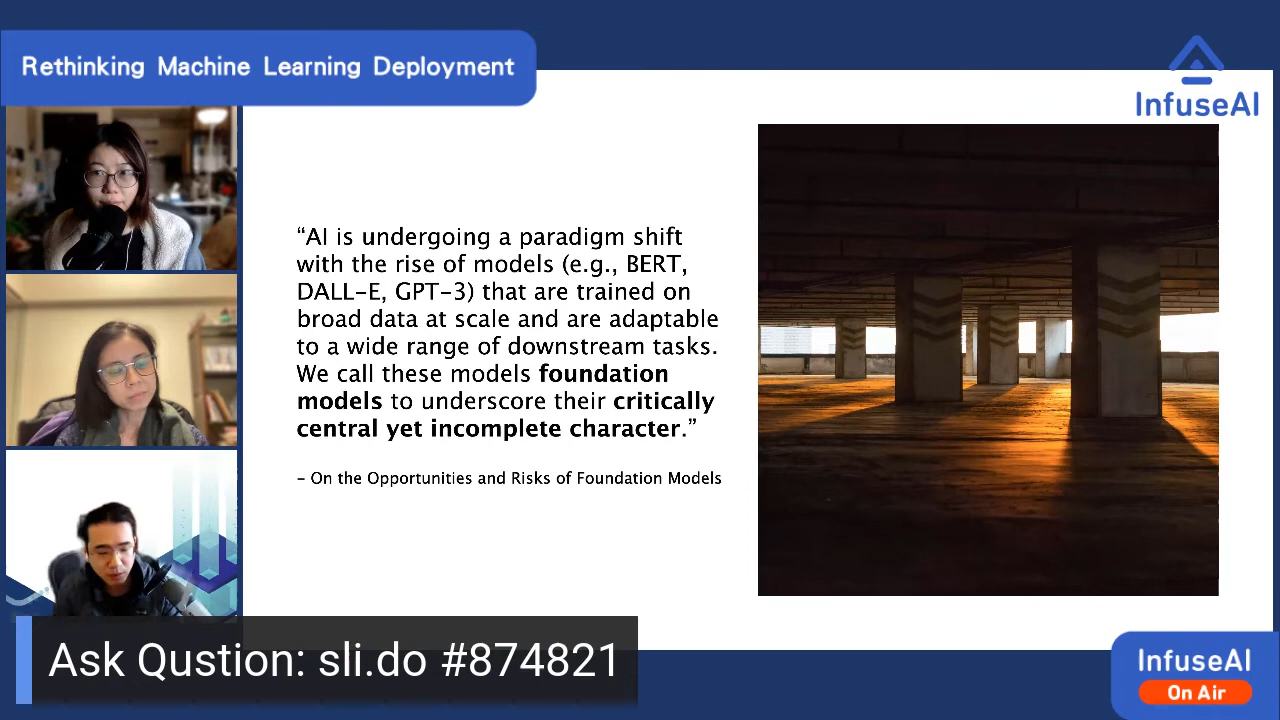 Rethinking Machine Learning Deployment
InfuseAI
“AI is undergoing a paradigm shift
with the rise of models (e.g., BERT,
DALL-E, GPT-3) that are trained on
broad data at scale and are adaptable
to a wide range of downstream tasks.
We call these models foundation
models to underscore their critically
central yet incomplete character.”
– On the Opportunities and Risks of Foundation Models
Ask Qustion: sli.do #874821
InfuseAI
On Air